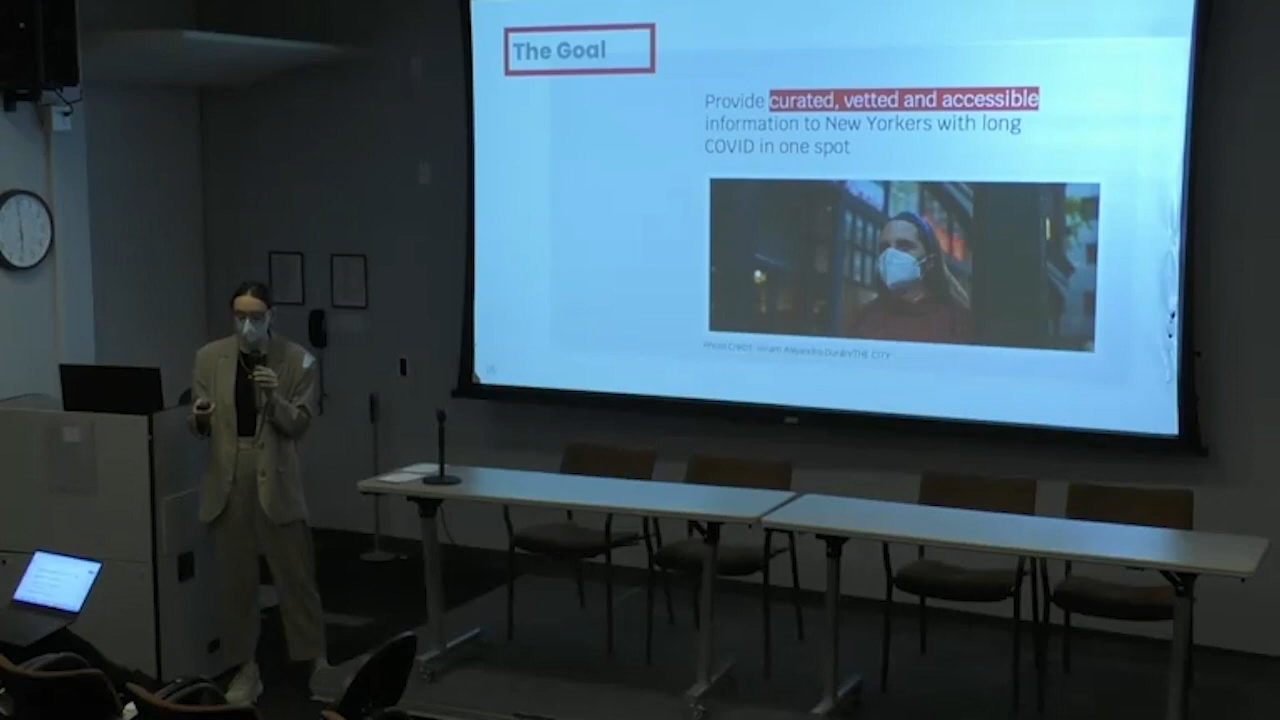 The Goal
Provide curated, vetted and accessible
information to New Yorkers with long
COVID in one spot